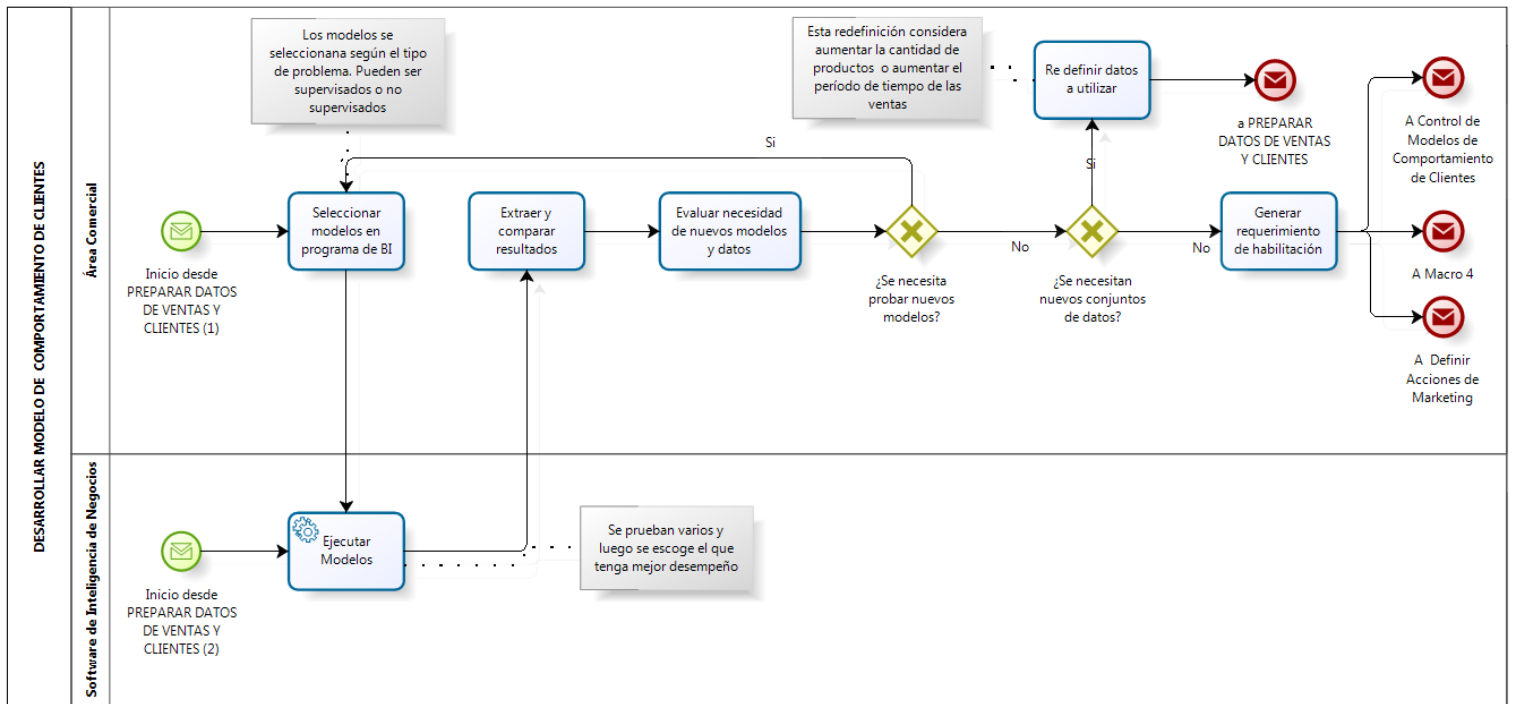 DESARROLLAR MODELO DE COMPORTAMIENTO DE CLIENTES
Área Comercial
Los modelos se
seleccionana según el tipo
de problema. Pueden ser
supervisados o no
supervisados
Esta redefinición considera
aumentar la cantidad de
productos o aumentar el
período de tiempo de las
ventas
Re definir datos
a utilizar
a PREPARAR
DATOS DE VENTAS
Y CLIENTES
A Control de
Modelos de
Comportamiento
de Clientes
Si
Si
Inicio desde
PREPARAR DATOS
DE VENTAS Y
CLIENTES (1)
Seleccionar
modelos en
programa de BI
Extraer y
comparar
resultados
Evaluar necesidad
de nuevos modelos
y datos
¿Se necesita
probar nuevos
modelos?
No
¿Se necesitan
nuevos conjuntos
de datos?
No
Generar
requerimiento
de habilitación
A Macro 4
A Definir
Acciones de
Marketing
Software de Inteligencia de Negocios
Inicio desde
PREPARAR DATOS
DE VENTAS Y
CLIENTES (2)
Ejecutar
Modelos
Se prueban varios y
luego se escoge el que
tenga mejor desempeño